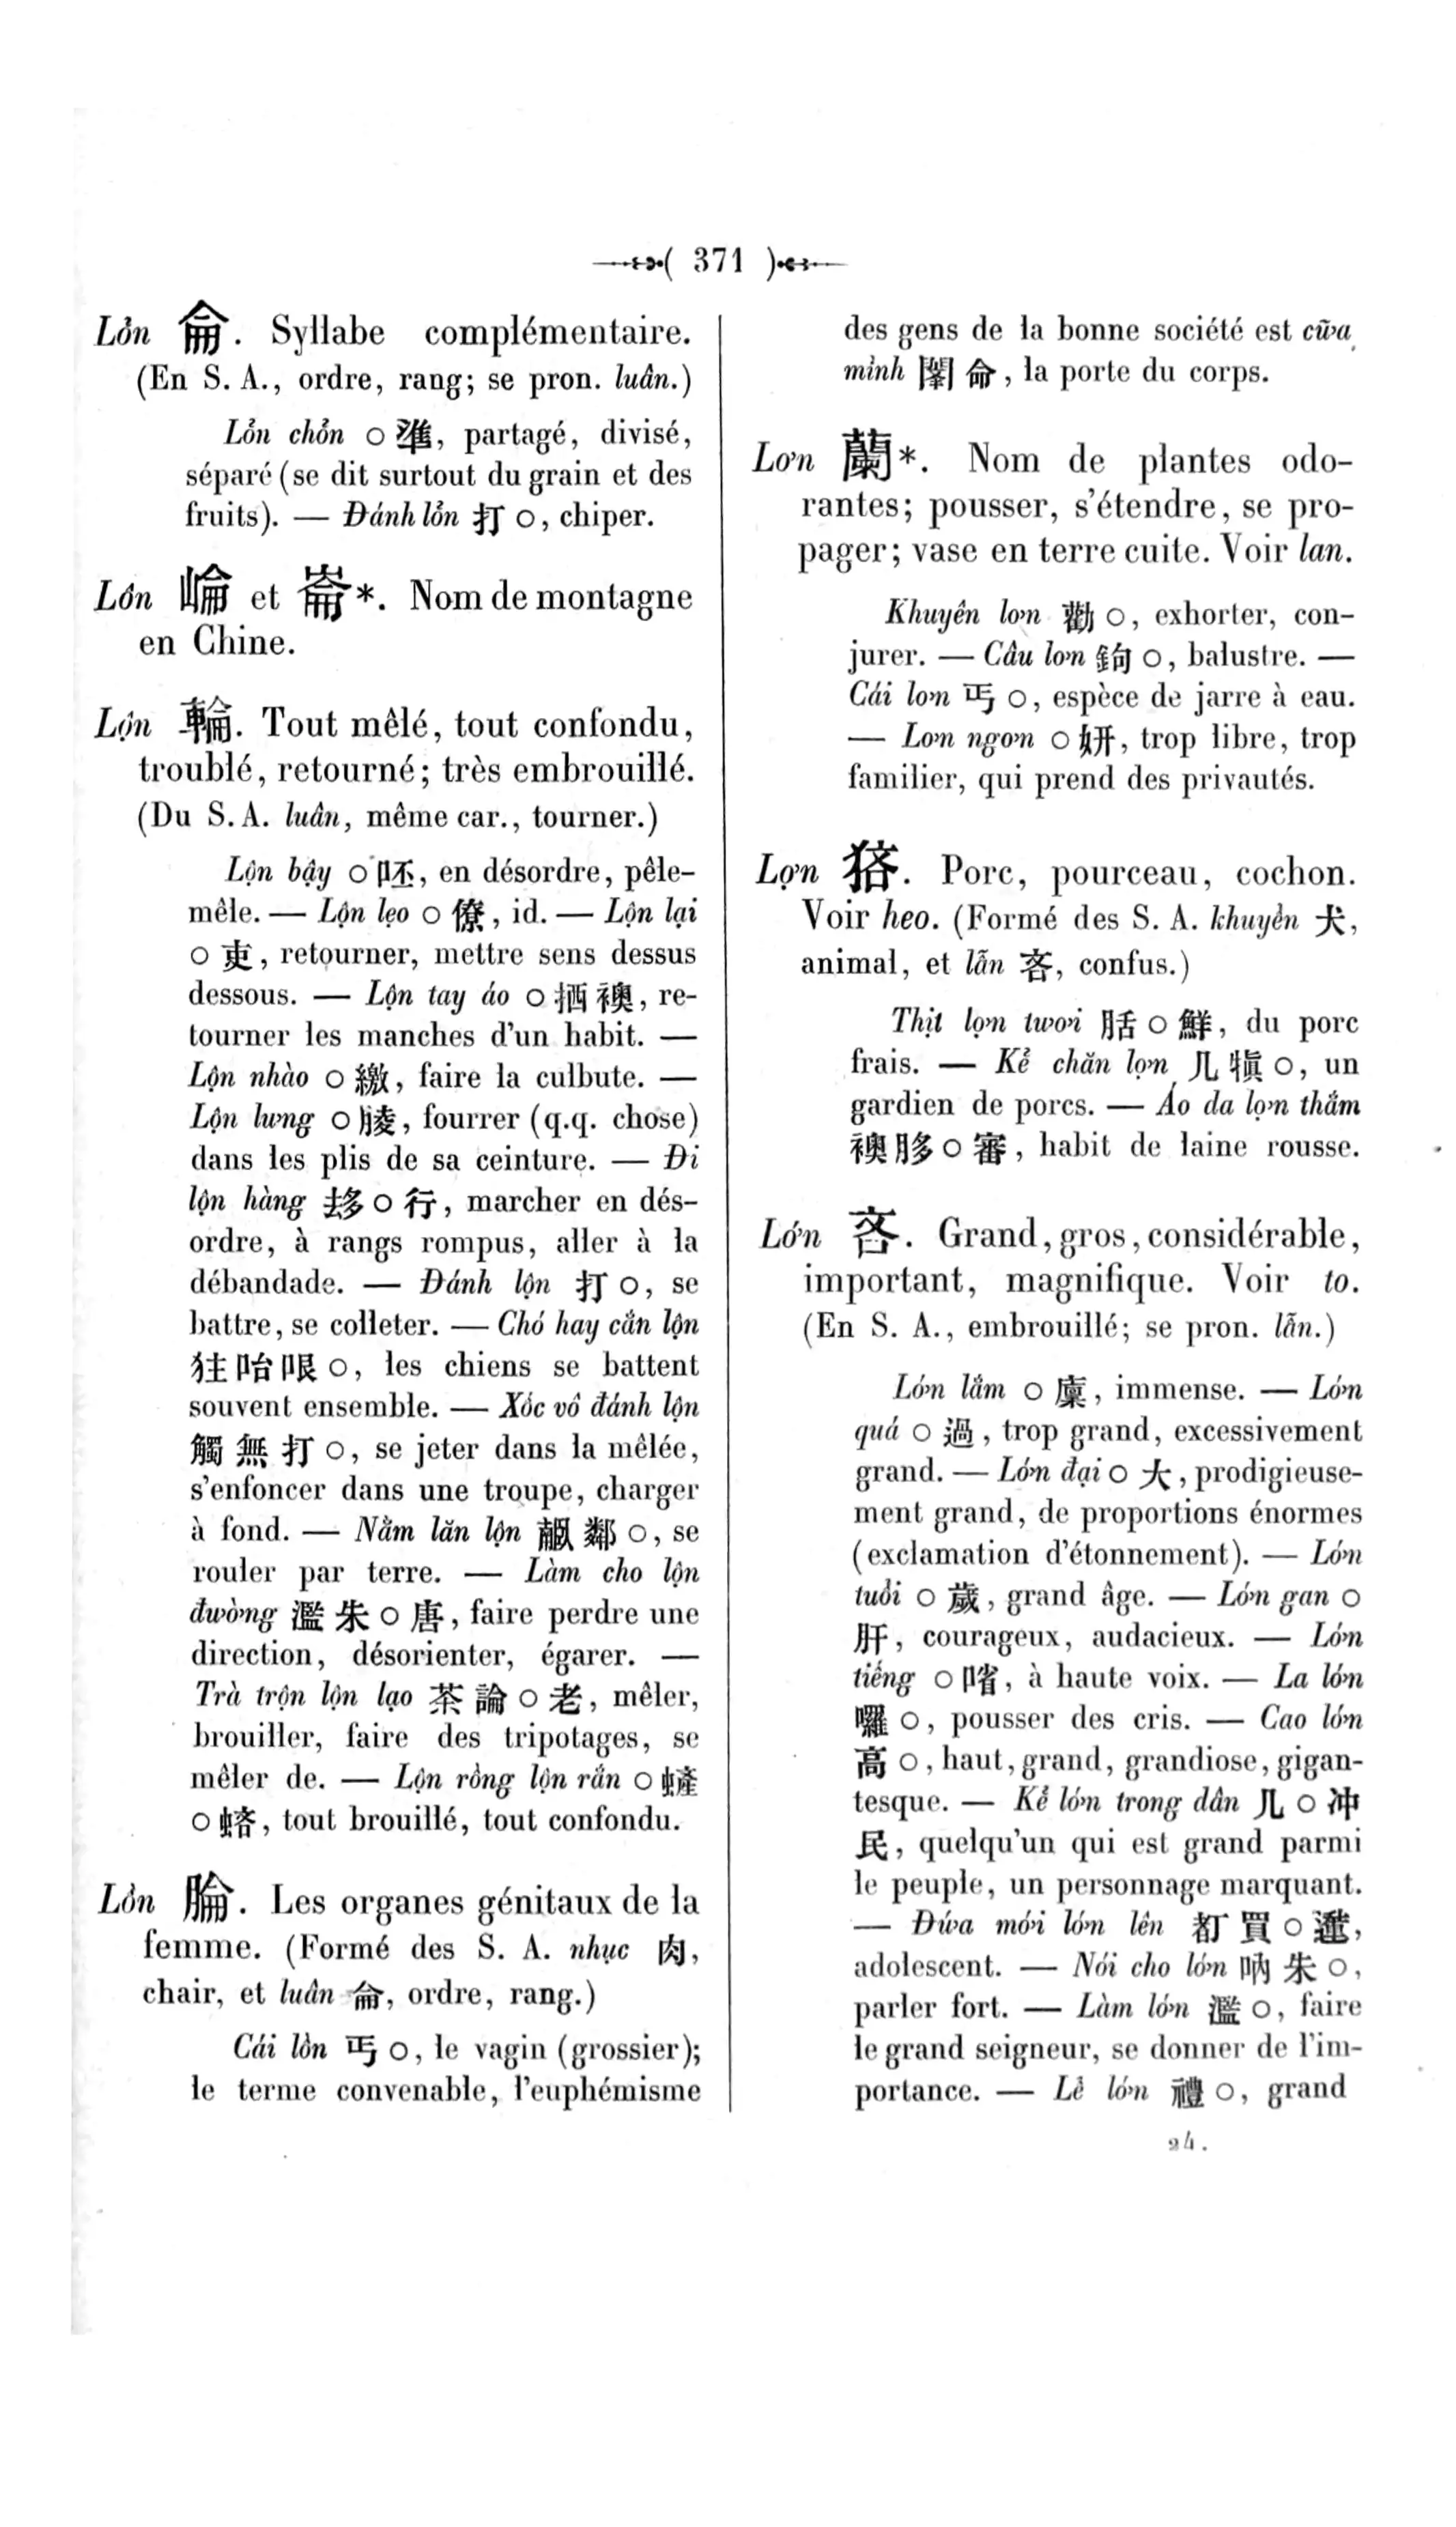 ( 371 )
Lổn 侖. Syllabe complémentaire.
(En S. A., ordre, rang; se pron. luân.)
Lổn chổn ○ 準, partagé, divisé,
séparé (se dit surtout du grain et des
fruits). — Đánh lổn 打 ○, chiper.
Lôn 崘 et 崙*. Nom de montagne
en Chine.
Lộn 輪. Tout mêlé, tout confondu,
troublé, retourné; très embrouillé.
(Du S. A. luân, même car., tourner.)
Lộn bậy ○ 呸, en désordre, pêle-
mêle. — Lộn lẹo ○ 僚, id. — Lộn lại
○ 吏, retourner, mettre sens dessus
dessous. — Lộn tay áo ○ 拪 襖, re-
tourner les manches d'un habit. —
Lộn nhào ○ 繳, faire la culbute. —
Lộn lưng ○ 䏠, fourrer (q.q. chose)
dans les plis de sa ceinture. — Đi
lộn hàng 𠫾 ○ 行, marcher en dés-
ordre, à rangs rompus, aller à la
débandade. — Đánh lộn 打 ○, se
battre, se colleter. — Chó hay cắn lộn
㹥 咍 哏 ○, les chiens se battent
souvent ensemble. — Xóc vô đánh lộn
觸 無 打 ○, se jeter dans la mêlée,
s'enfoncer dans une troupe, charger
à fond. — Nằm lăn lộn 𦣰 鄰 ○, se
rouler par terre. — Làm cho lộn
đường 濫 朱 ○ 唐, faire perdre une
direction, désorienter, égarer. —
Trà trộn lộn lạo 茶 論 ○ 老, mêler,
brouiller, faire des tripotages, se
mêler de. — Lộn rồng lộn rắn ○
○, tout brouillé, tout confondu.
Lồn 腀. Les organes génitaux de la
femme. (Formé des S. A. nhục 肉,
chair, et luân 侖, ordre, rang.)
Cái lồn 丐 ○, le vagin (grossier);
le terme convenable, l'euphémisme
des gens de la bonne société est cữa
mình 𨷯 命, la porte du corps.
Lơn 蘭*. Nom de plantes odo-
rantes; pousser, s'étendre, se pro-
pager; vase en terre cuite. Voir lan.
Khuyên lơn 勸 ○, exhorter, con-
jurer. — Câu lơn 鉤 ○, balustre. —
Cái lơn 丐 ○, espèce de jarre à eau.
— Lơn ngơn ○ 妍, trop libre, trop
familier, qui prend des privautés.
Lợn 㹸. Porc, pourceau, cochon.
Voir heo. (Formé des S. A. khuyển 犬,
animal, et lẫn 吝, confus.)
Thịt lợn tươi 𦧷 ○ 鮮, du porc
frais. — Kẻ chăn lợn 几 ○, un
gardien de porcs. — Áo da lợn thẩm
襖 𦢄 ○ 審, habit de laine rousse.
Lớn 吝. Grand, gros, considérable,
important, magnifique. Voir to.
(En S. A., embrouillé; se pron. lẫn.)
Lớn lắm ○ 廩, immense. — Lớn
quá ○ 過, trop grand, excessivement
grand. — Lớn đại ○ 大, prodigieuse-
ment grand, de proportions énormes
(exclamation d'étonnement). — Lớn
tuổi ○ 歲, grand âge. — Lớn gan ○
肝, courageux, audacieux. — Lớn
tiếng ○ 㗂, à haute voix. — La lớn
囉 ○, pousser des cris. — Cao lớn
高 ○, haut, grand, grandiose, gigan-
tesque. — Kẻ lớn trong dân 几 ○ 冲
民, quelqu'un qui est grand parmi
le peuple, un personnage marquant.
— Đứa mới lớn lên 𠀲 買 ○ 𨖲,
adolescent. — Nói cho lớn 吶 朱 ○,
parler fort. — Làm lớn 濫 ○, faire
le grand seigneur, se donner de l'im-
portance. — Lễ lớn 禮 ○, grand
24.